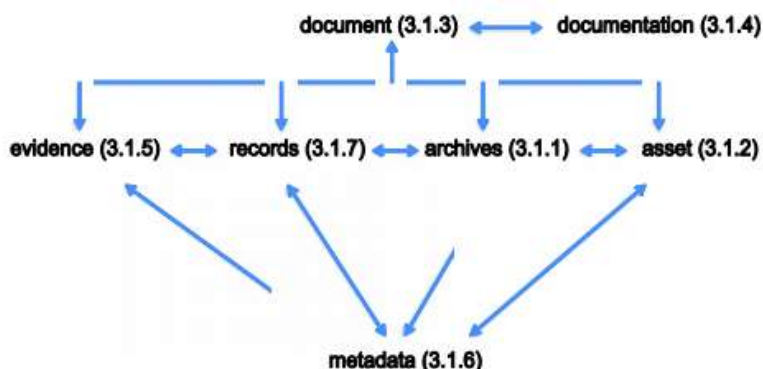 document (3.1.3) documentation (3.1.4)
evidence (3.1.5) records (3.1.7) archives (3.1.1) asset (3.1.2)
metadata (3.1.6)